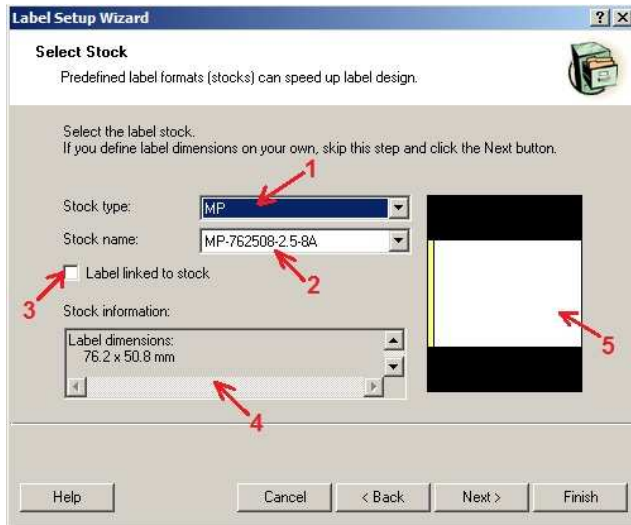 Label Setup Wizard
Select Stock
Predefined label formats (stocks) can speed up label design.
Select the label stock.
If you define label dimensions on your own, skip this step and click the Next button.
1
Stock type: MP
Stock name: MP-762508-2.5-8A
2
3 Label linked to stock
Stock information:
Label dimensions:
76.2 x 50.8 mm
4
5
Help Cancel < Back Next > Finish